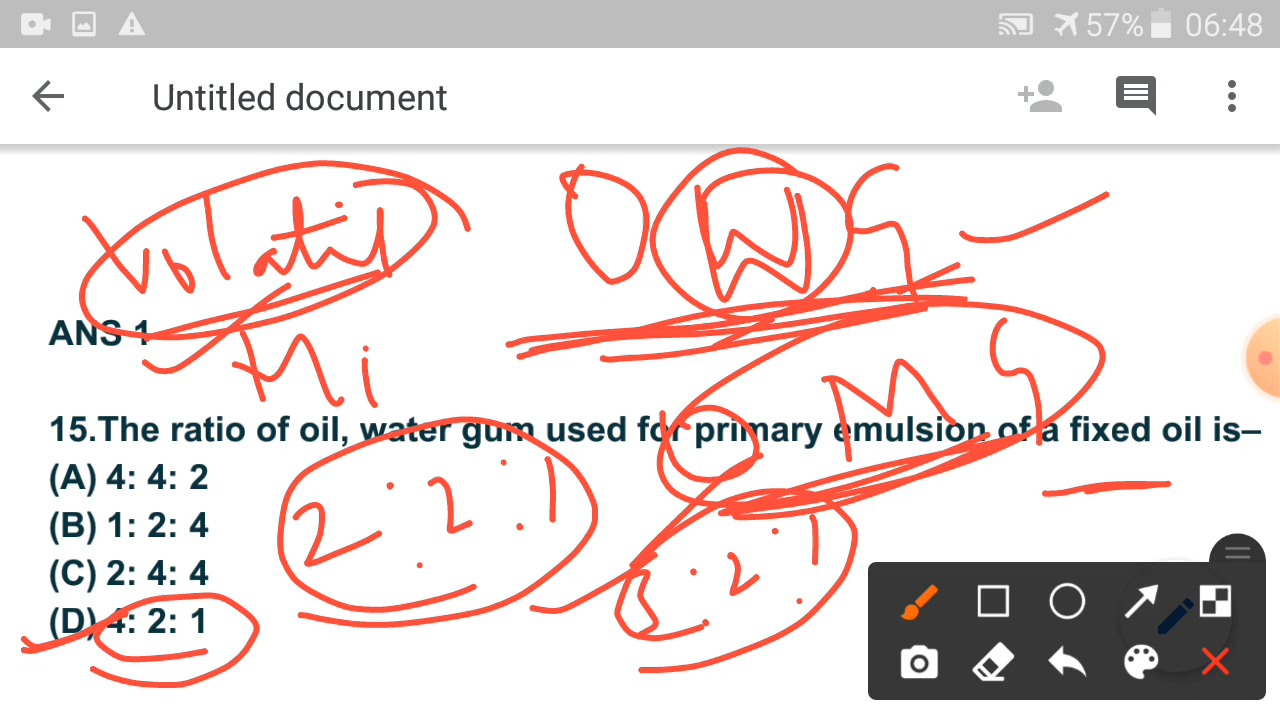 57% 06:48
Untitled document
Volatil O W G
ANS 1
Mi
O M G
15.The ratio of oil, water gum used for primary emulsion of a fixed oil is–
(A) 4: 4: 2
(B) 1: 2: 4
2 : 2 : 1
(C) 2: 4: 4
3 : 2 : 1
(D) 4: 2: 1